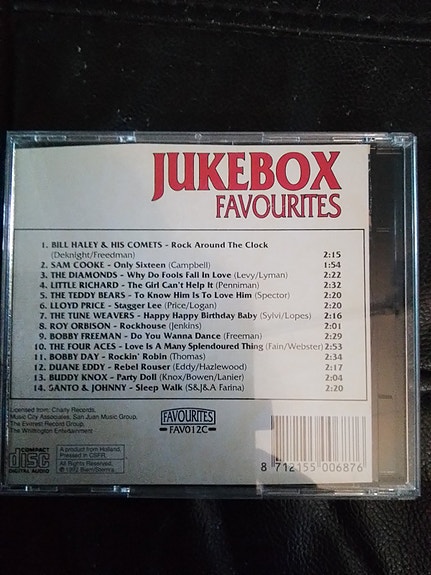 JUKEBOX
FAVOURITES
1. BILL HALEY & HIS COMETS - Rock Around The Clock
(Deknight/Freedman) 2:15
2. SAM COOKE - Only Sixteen (Campbell) 1:54
3. THE DIAMONDS - Why Do Fools Fall In Love (Levy/Lyman) 2:22
4. LITTLE RICHARD - The Girl Can't Help It (Penniman) 2:32
5. THE TEDDY BEARS - To Know Him Is To Love Him (Spector) 2:20
6. LLOYD PRICE - Stagger Lee (Price/Logan) 2:20
7. THE TUNE WEAVERS - Happy Happy Birthday Baby (Sylvi/Lopes) 2:16
8. ROY ORBISON - Rockhouse (Jenkins) 2:01
9. BOBBY FREEMAN - Do You Wanna Dance (Freeman) 2:29
10. THE FOUR ACES - Love Is A Many Splendoured Thing (Fain/Webster) 2:53
11. BOBBY DAY - Rockin' Robin (Thomas) 2:34
12. DUANE EDDY - Rebel Rouser (Eddy/Hazlewood) 2:17
13. BUDDY KNOX - Party Doll (Knox/Bowen/Lanier) 2:04
14. SANTO & JOHNNY - Sleep Walk (S&J&A Farina) 2:20
Licensed from: Charly Records,
Music City Associates, San Juan Music Group,
The Everest Record Group,
The Whittington Entertainment
FAVOURITES
FAV012C
COMPACT
disc
DIGITAL AUDIO
A product from Holland.
Pressed in CSFR.
All Rights Reserved.
8 712155 006876